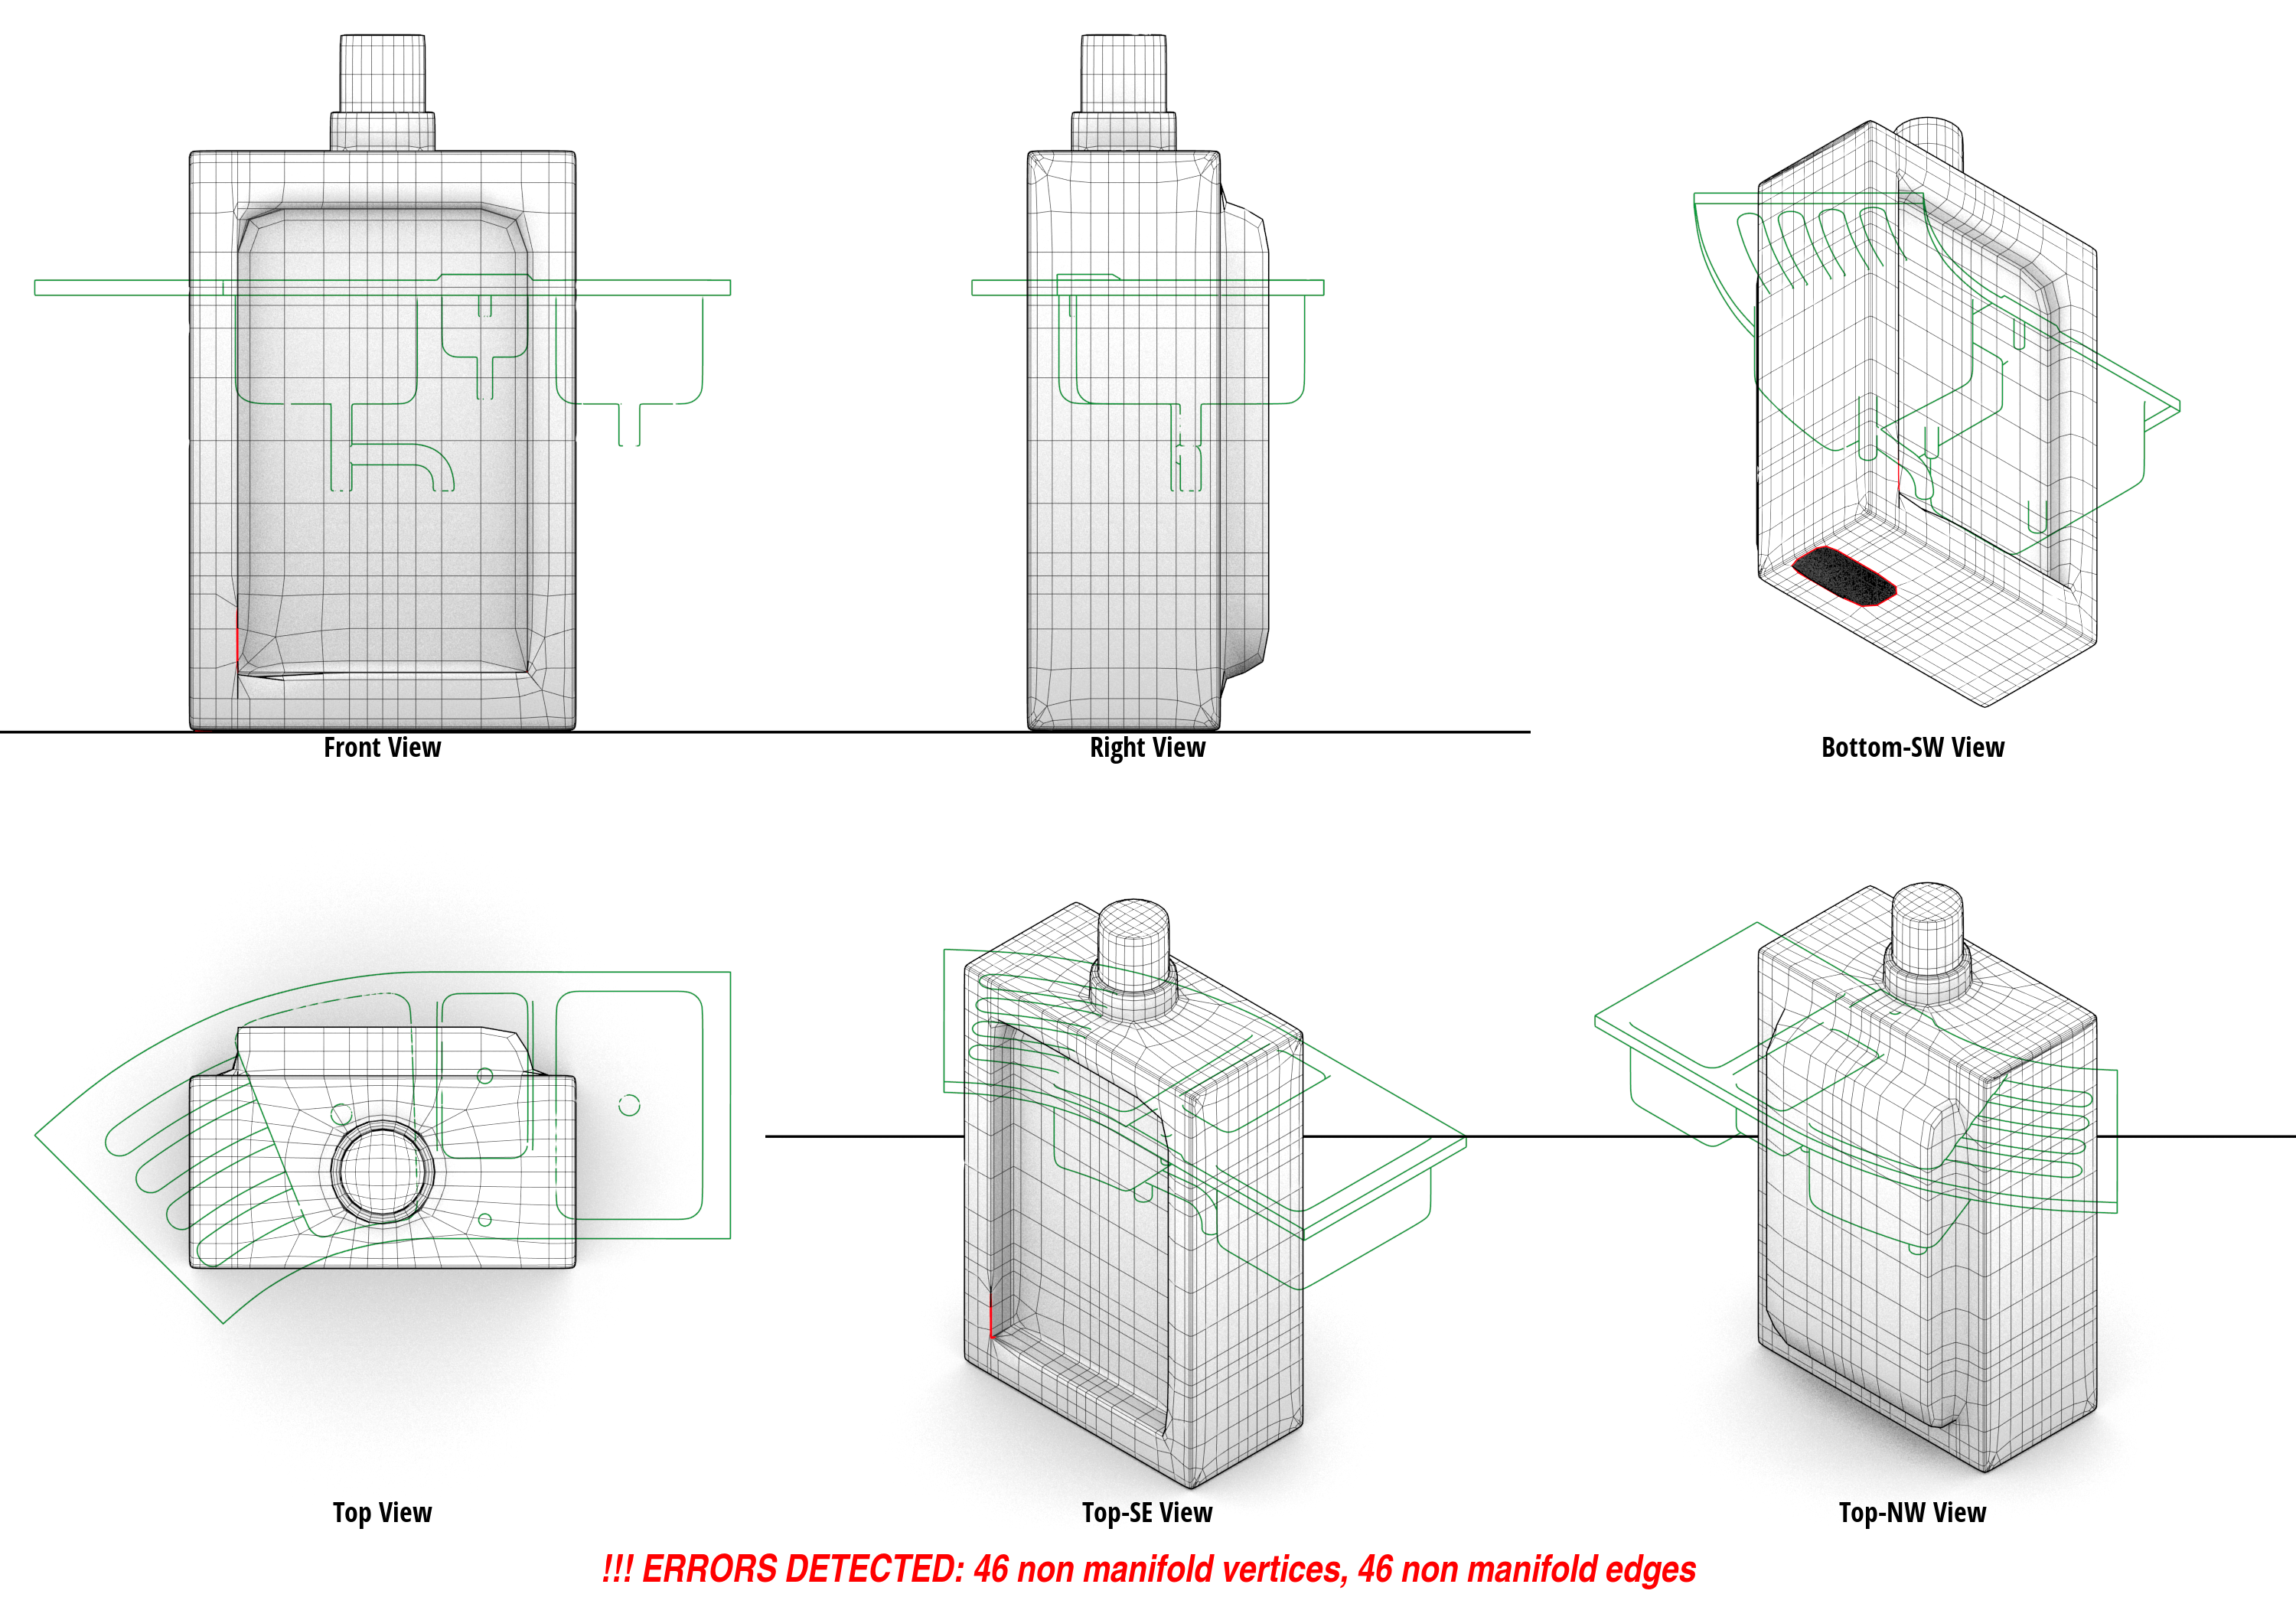 Front View
Right View
Bottom-SW View
Top View
Top-SE View
Top-NW View
!!! ERRORS DETECTED: 46 non manifold vertices, 46 non manifold edges